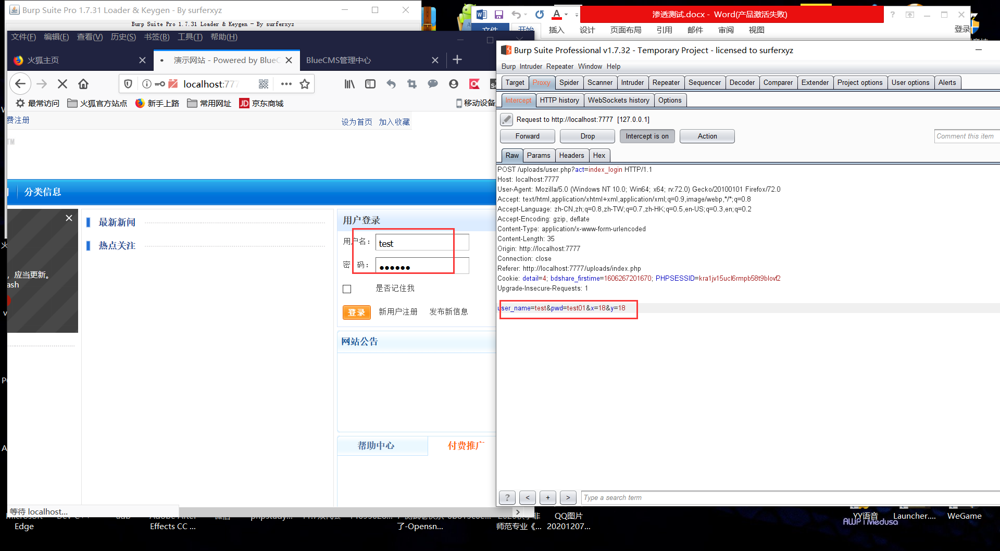 Burp Suite Pro 1.7.31 Loader & Keygen - By surferxyz
Burp Suite Pro 1.7.31 Loader & Keygen - By surferxyz
文件(F) 编辑(E) 查看(V) 历史(S) 书签(B) 工具(T) 帮助(H)
火狐主页
演示网站 - Powered by BlueC
BlueCMS管理中心
localhost:777
最常访问 火狐官方站点 新手上路 常用网址 JD 京东商城 移动设备
费注册
设为首页 加入收藏
TM
分类信息
最新新闻
热点关注
，应当更新。
ash
用户登录
用户名： test
密 码： ●●●●●●
是否记住我
登录 新用户注册 发布新信息
网站公告
帮助中心 付费推广
等待 localhost...
渗透测试.docx - Word(产品激活失败)
文件 开始 插入 设计 页面布局 引用 邮件 审阅 视图 登录
Burp Suite Professional v1.7.32 - Temporary Project - licensed to surferxyz
Burp Intruder Repeater Window Help
Target Proxy Spider Scanner Intruder Repeater Sequencer Decoder Comparer Extender Project options User options Alerts
Intercept HTTP history WebSockets history Options
Request to http://localhost:7777 [127.0.0.1]
Forward Drop Intercept is on Action Comment this item
Raw Params Headers Hex
POST /uploads/user.php?act=index_login HTTP/1.1
Host: localhost:7777
User-Agent: Mozilla/5.0 (Windows NT 10.0; Win64; x64; rv:72.0) Gecko/20100101 Firefox/72.0
Accept: text/html,application/xhtml+xml,application/xml;q=0.9,image/webp,*/*;q=0.8
Accept-Language: zh-CN,zh;q=0.8,zh-TW;q=0.7,zh-HK;q=0.5,en-US;q=0.3,en;q=0.2
Accept-Encoding: gzip, deflate
Content-Type: application/x-www-form-urlencoded
Content-Length: 35
Origin: http://localhost:7777
Connection: close
Referer: http://localhost:7777/uploads/index.php
Cookie: detail=4; bdshare_firstime=1606267201670; PHPSESSID=kra1jv15ucl6rmpb58t9blovf2
Upgrade-Insecure-Requests: 1
user_name=test&pwd=test01&x=18&y=18
? < + > Type a search term
Edge
Effects CC ...
了-Opensn...
师范专业《...
QQ图片
20201207...
YY语音
Launcher....
WeGame
AWP | Medusa